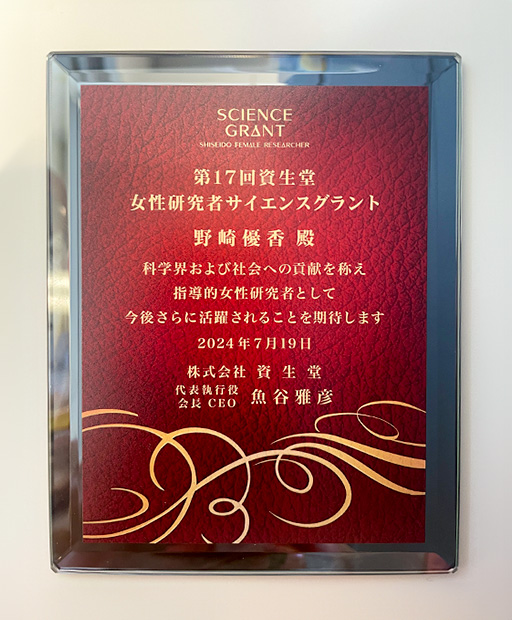 SCIENCE
GRANT
SHISEIDO FEMALE RESEARCHER
第17回資生堂
女性研究者サイエンスグラント
野崎優香 殿
科学界および社会への貢献を称え
指導的女性研究者として
今後さらに活躍されることを期待します
2024年7月19日
株式会社 資生堂
代表執行役
会長 CEO 魚谷雅彦